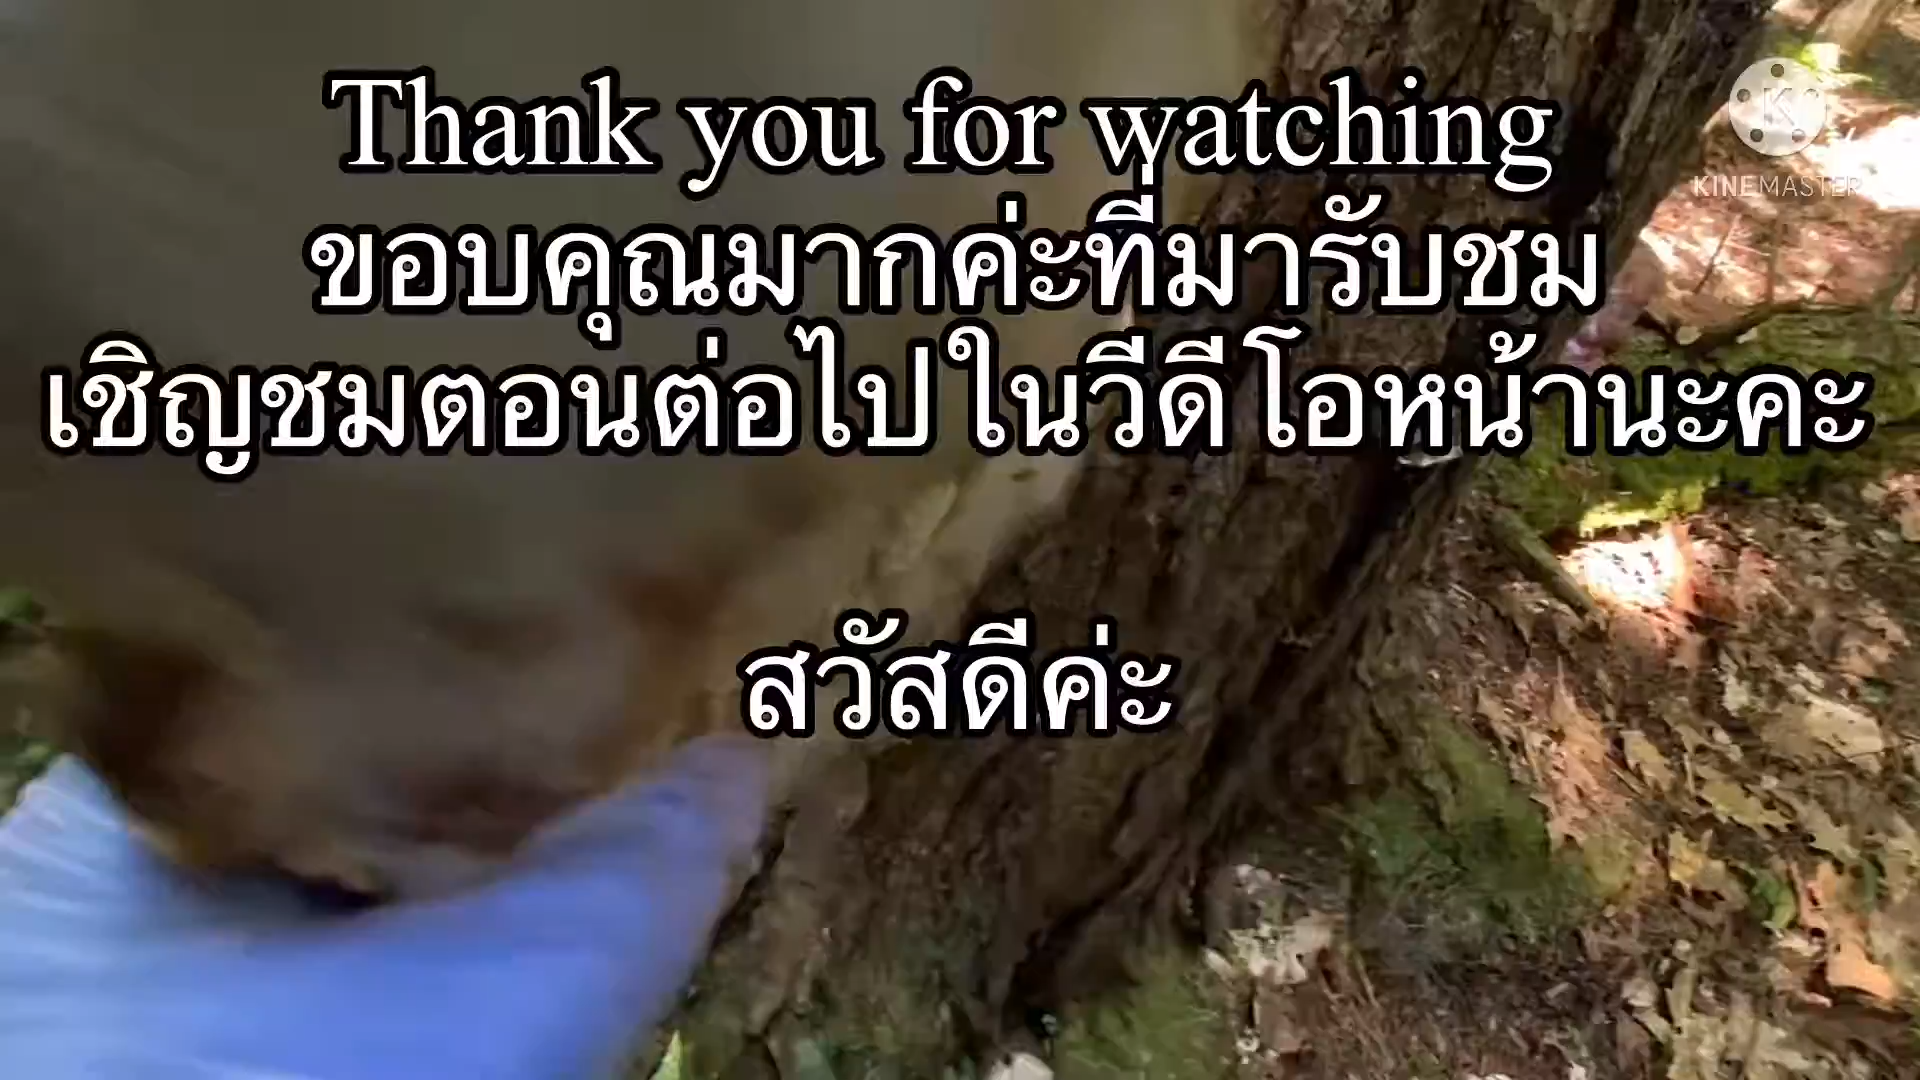 Thank you for watching
ขอบคุณมากค่ะที่มารับชม
เชิญชมตอนต่อไปในวีดีโอหน้านะคะ
สวัสดีค่ะ
K
KINEMASTER